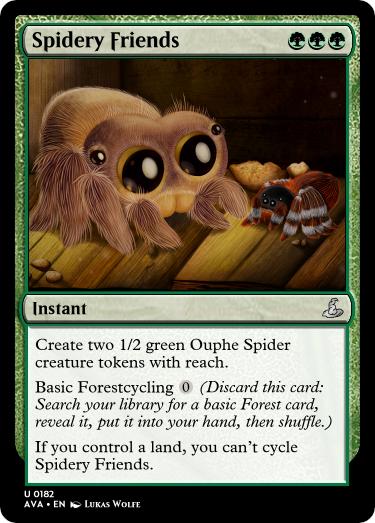 Spidery Friends
Instant
Create two 1/2 green Ouphe Spider
creature tokens with reach.
Basic Forestcycling 0 (Discard this card:
Search your library for a basic Forest card,
reveal it, put it into your hand, then shuffle.)
If you control a land, you can’t cycle
Spidery Friends.
U 0182
AVA • EN Lukas Wolfe